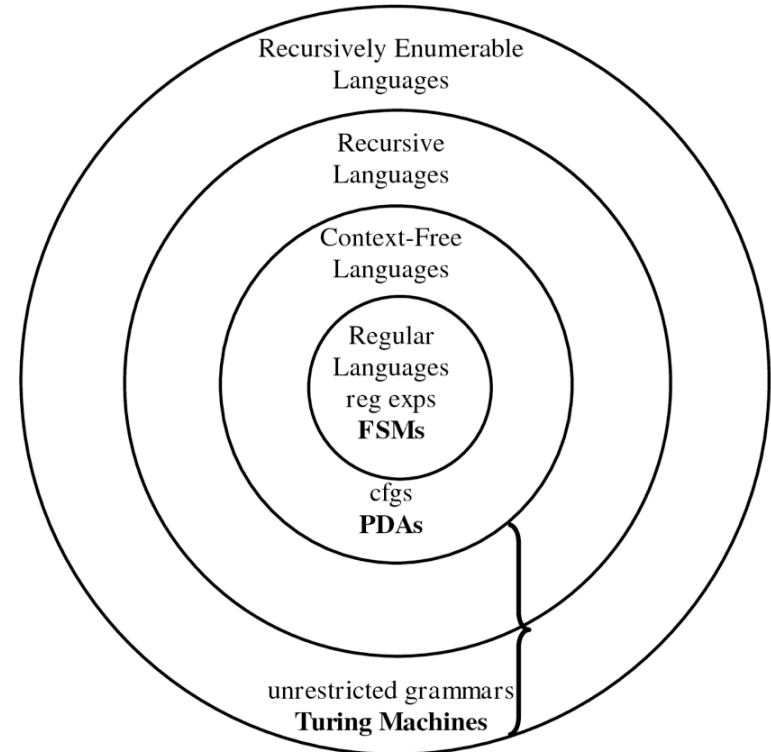 Recursively Enumerable
Languages
Recursive
Languages
Context-Free
Languages
Regular
Languages
reg exps
FSMs
cfgs
PDAs
unrestricted grammars
Turing Machines